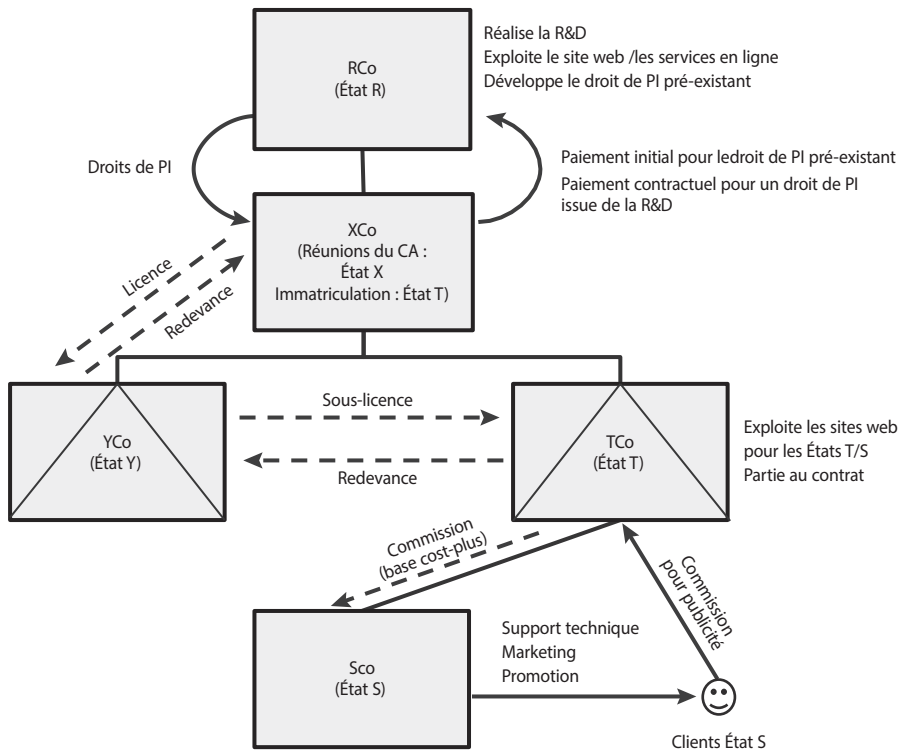 RCo
(État R)
Réalise la R&D
Exploite le site web /les services en ligne
Développe le droit de PI pré-existant
Droits de PI
Paiement initial pour ledroit de PI pré-existant
Paiement contractuel pour un droit de PI
issue de la R&D
XCo
(Réunions du CA :
État X
Immatriculation : État T)
Licence
Redevance
YCo
(État Y)
Sous-licence
Redevance
TCo
(État T)
Exploite les sites web
pour les États T/S
Partie au contrat
Commission
(base cost-plus)
Commission
pour publicité
Sco
(État S)
Support technique
Marketing
Promotion
Clients État S